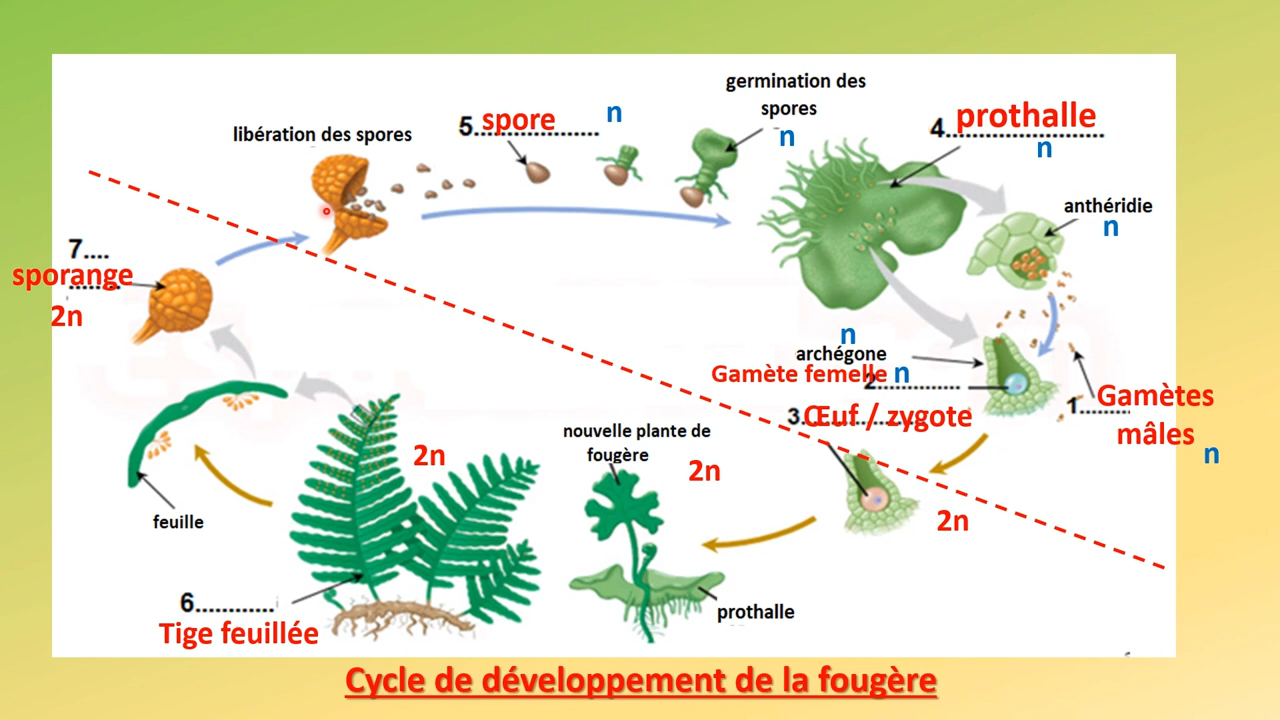 germination des
spores
n
libération des spores
5.................. spore
n
4.......................... prothalle
n
anthéridie
n
7....
.........
sporange
2n
n
archégone
Gamète femelle n
2...............
3................... Œuf / zygote
1..........
Gamètes
mâles
n
2n
nouvelle plante de
fougère
2n
2n
feuille
6............
Tige feuillée
prothalle
Cycle de développement de la fougère